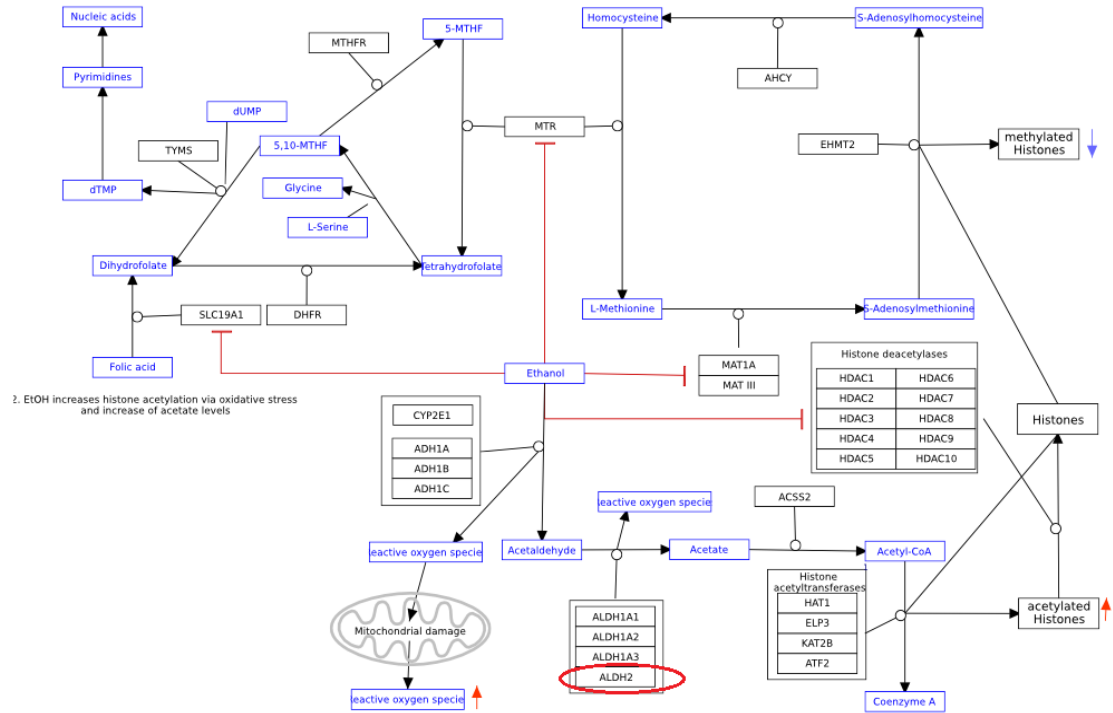 Nucleic acids
5-MTHF
Homocysteine
S-Adenosylhomocysteine
MTHFR
Pyrimidines
AHCY
dUMP
MTR
TYMS
5,10-MTHF
EHMT2
methylated
Histones
dTMP
Glycine
L-Serine
Dihydrofolate
Tetrahydrofolate
SLC19A1
DHFR
L-Methionine
S-Adenosylmethionine
Folic acid
Ethanol
MAT1A
MAT III
Histone deacetylases
HDAC1 HDAC6
HDAC2 HDAC7
HDAC3 HDAC8
HDAC4 HDAC9
HDAC5 HDAC10
2. EtOH increases histone acetylation via oxidative stress
and increase of acetate levels
CYP2E1
ADH1A
ADH1B
ADH1C
Histones
eactive oxygen specie
ACSS2
eactive oxygen specie
Acetaldehyde
Acetate
Acetyl-CoA
Histone
acetyltransferases
HAT1
ELP3
KAT2B
ATF2
acetylated
Histones
Mitochondrial damage
ALDH1A1
ALDH1A2
ALDH1A3
ALDH2
eactive oxygen specie
Coenzyme A